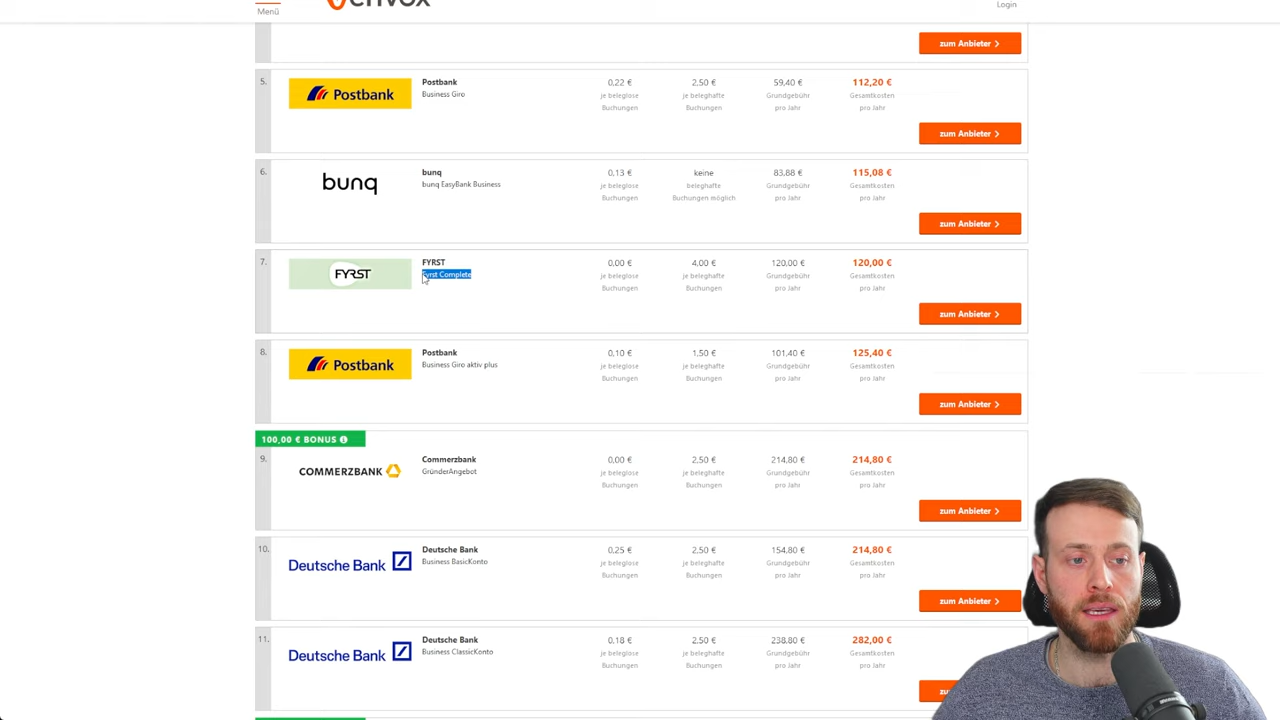 Menü
envox
Login
zum Anbieter
5.
Postbank
Postbank
Business Giro
0,22 €
je beleglose
Buchungen
2,50 €
je beleghafte
Buchungen
59,40 €
Grundgebühr
pro Jahr
112,20 €
Gesamtkosten
pro Jahr
zum Anbieter
6.
bunq
bunq
bunq EasyBank Business
0,13 €
je beleglose
Buchungen
keine
beleghafte
Buchungen möglich
83,88 €
Grundgebühr
pro Jahr
115,08 €
Gesamtkosten
pro Jahr
zum Anbieter
7.
FYRST
FYRST
Fyrst Complete
0,00 €
je beleglose
Buchungen
4,00 €
je beleghafte
Buchungen
120,00 €
Grundgebühr
pro Jahr
120,00 €
Gesamtkosten
pro Jahr
zum Anbieter
8.
Postbank
Postbank
Business Giro aktiv plus
0,10 €
je beleglose
Buchungen
1,50 €
je beleghafte
Buchungen
101,40 €
Grundgebühr
pro Jahr
125,40 €
Gesamtkosten
pro Jahr
zum Anbieter
100,00 € BONUS
9.
COMMERZBANK
Commerzbank
GründerAngebot
0,00 €
je beleglose
Buchungen
2,50 €
je beleghafte
Buchungen
214,80 €
Grundgebühr
pro Jahr
214,80 €
Gesamtkosten
pro Jahr
zum Anbieter
10.
Deutsche Bank
Deutsche Bank
Business BasicKonto
0,25 €
je beleglose
Buchungen
2,50 €
je beleghafte
Buchungen
154,80 €
Grundgebühr
pro Jahr
214,80 €
Gesamtkosten
pro Jahr
zum Anbieter
11.
Deutsche Bank
Deutsche Bank
Business ClassicKonto
0,18 €
je beleglose
Buchungen
2,50 €
je beleghafte
Buchungen
238,80 €
Grundgebühr
pro Jahr
282,00 €
Gesamtkosten
pro Jahr